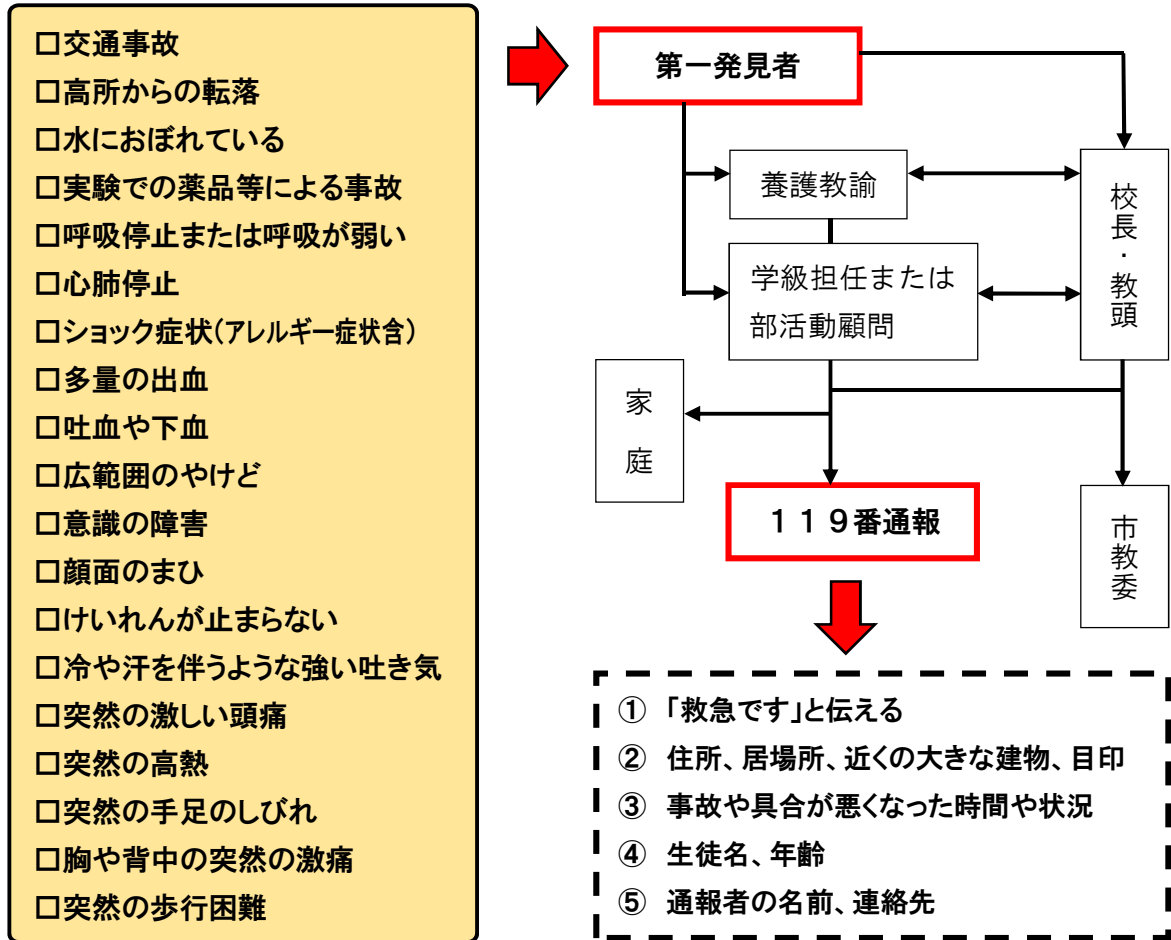 □交通事故
□高所からの転落
□水におぼれている
□実験での薬品等による事故
□呼吸停止または呼吸が弱い
□心肺停止
□ショック症状(アレルギー症状含)
□多量の出血
□吐血や下血
□広範囲のやけど
□意識の障害
□顔面のまひ
□けいれんが止まらない
□冷や汗を伴うような強い吐き気
□突然の激しい頭痛
□突然の高熱
□突然の手足のしびれ
□胸や背中の突然の激痛
□突然の歩行困難
第一発見者
養護教諭
校長・教頭
学級担任または
部活動顧問
家庭
119番通報
市教委
① 「救急です」と伝える
② 住所、居場所、近くの大きな建物、目印
③ 事故や具合が悪くなった時間や状況
④ 生徒名、年齢
⑤ 通報者の名前、連絡先